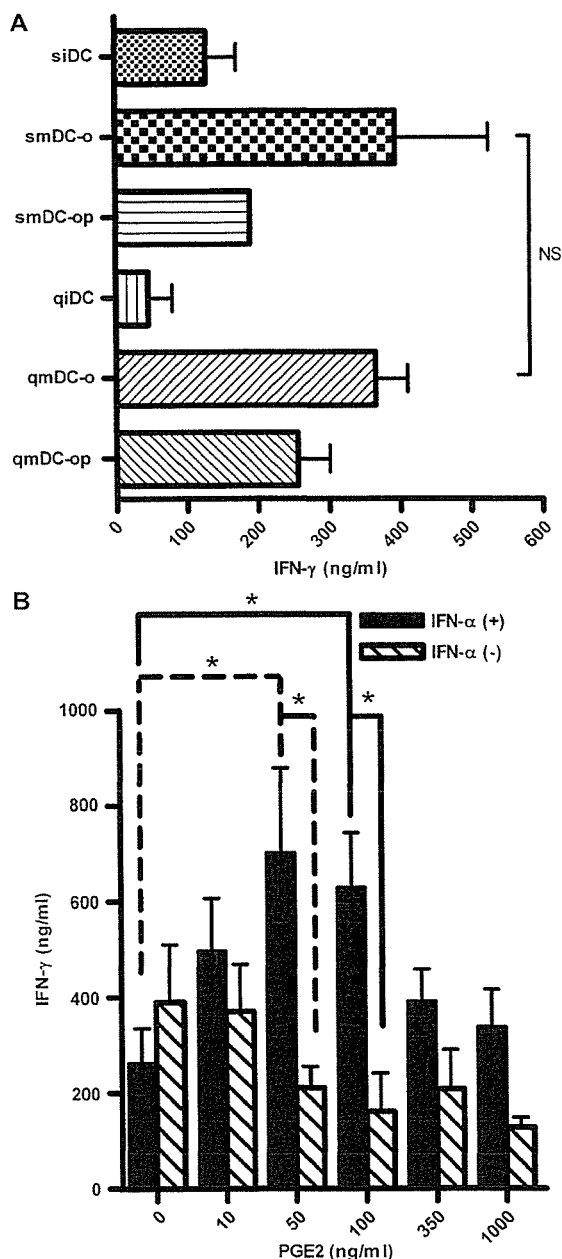 A
siDC
smDC-o
smDC-op
qiDC
qmDC-o
qmDC-op
NS
0 100 200 300 400 500 600
IFN-γ (ng/ml)
B
*
IFN-α (+)
IFN-α (-)
*
* *
1000
800
600
400
200
0
IFN-γ (ng/ml)
0 10 50 100 350 1000
PGE2 (ng/ml)